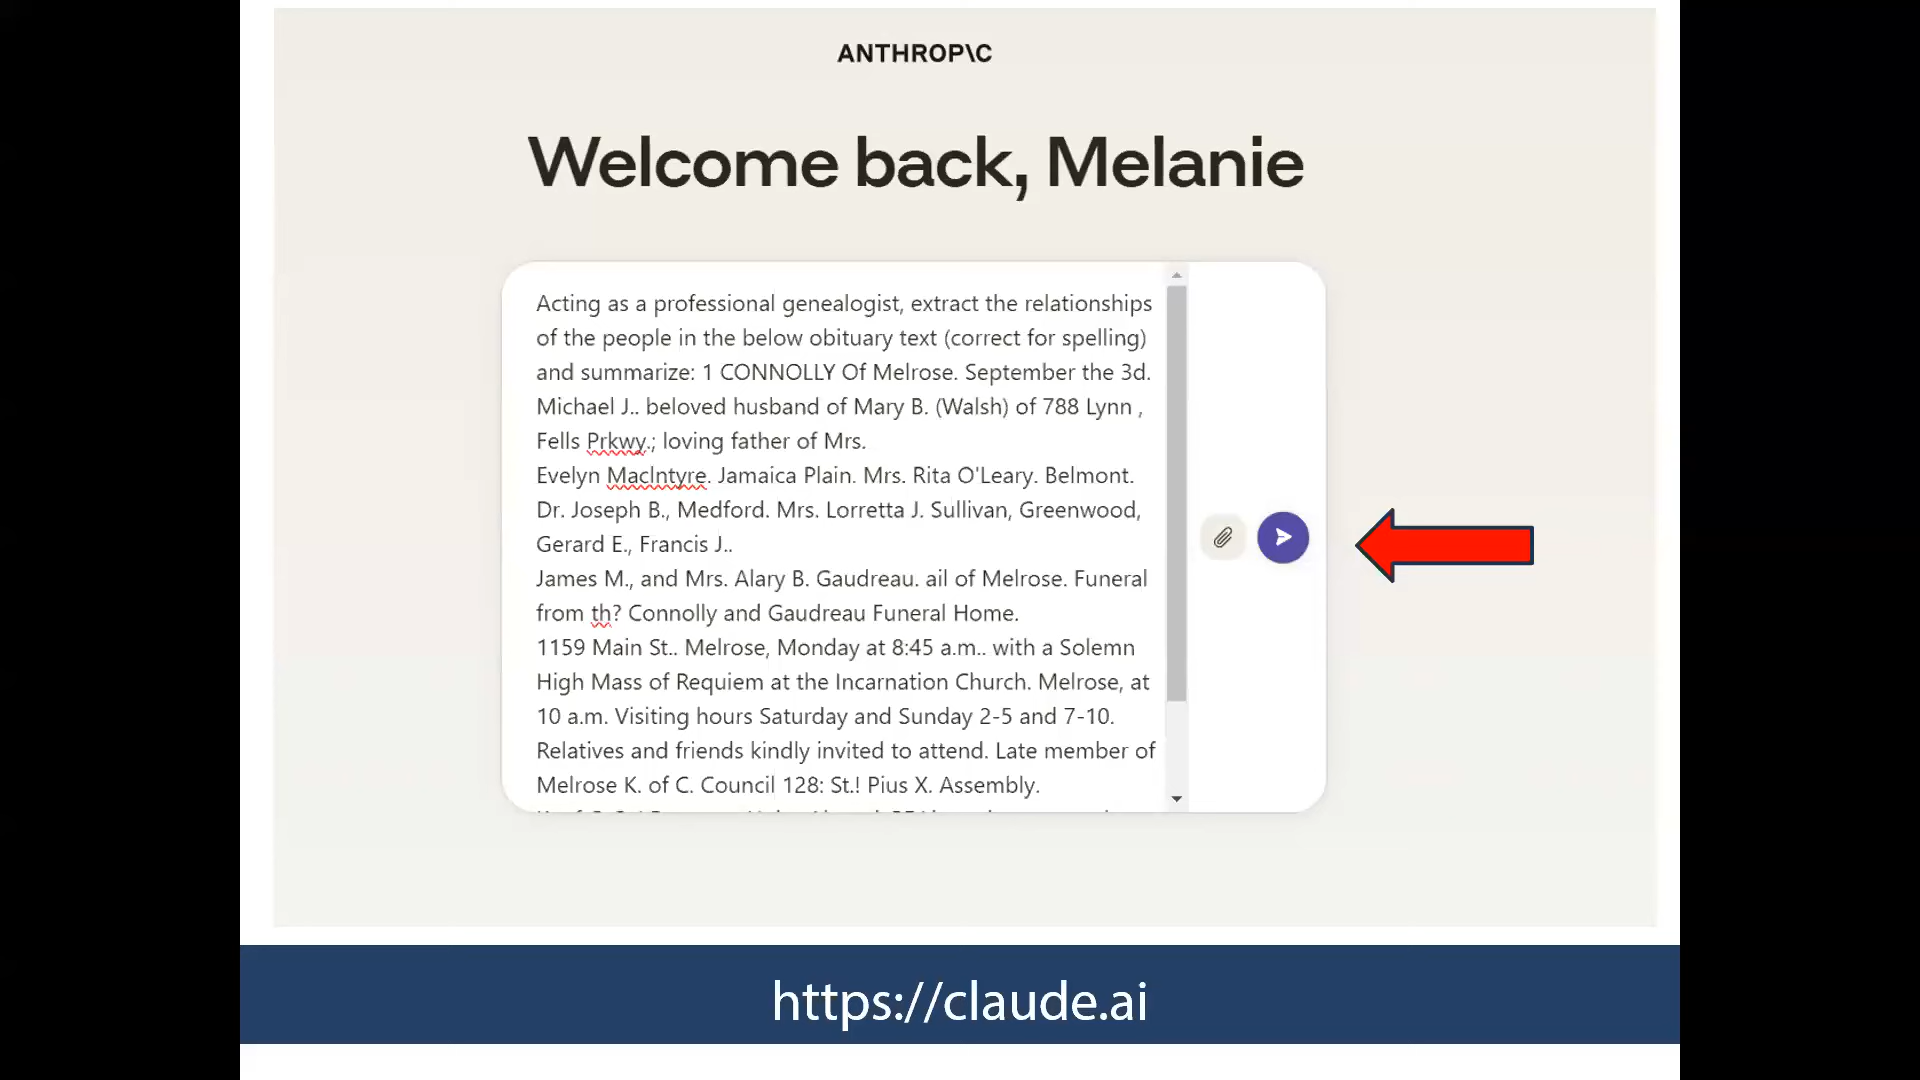 ANTHROP\C
Welcome back, Melanie
Acting as a professional genealogist, extract the relationships
of the people in the below obituary text (correct for spelling)
and summarize: 1 CONNOLLY Of Melrose. September the 3d.
Michael J.. beloved husband of Mary B. (Walsh) of 788 Lynn ,
Fells Prkwy.; loving father of Mrs.
Evelyn Maclntyre. Jamaica Plain. Mrs. Rita O'Leary. Belmont.
Dr. Joseph B., Medford. Mrs. Lorretta J. Sullivan, Greenwood,
Gerard E., Francis J..
James M., and Mrs. Alary B. Gaudreau. ail of Melrose. Funeral
from th? Connolly and Gaudreau Funeral Home.
1159 Main St.. Melrose, Monday at 8:45 a.m.. with a Solemn
High Mass of Requiem at the Incarnation Church. Melrose, at
10 a.m. Visiting hours Saturday and Sunday 2-5 and 7-10.
Relatives and friends kindly invited to attend. Late member of
Melrose K. of C. Council 128: St.! Pius X. Assembly.
https://claude.ai